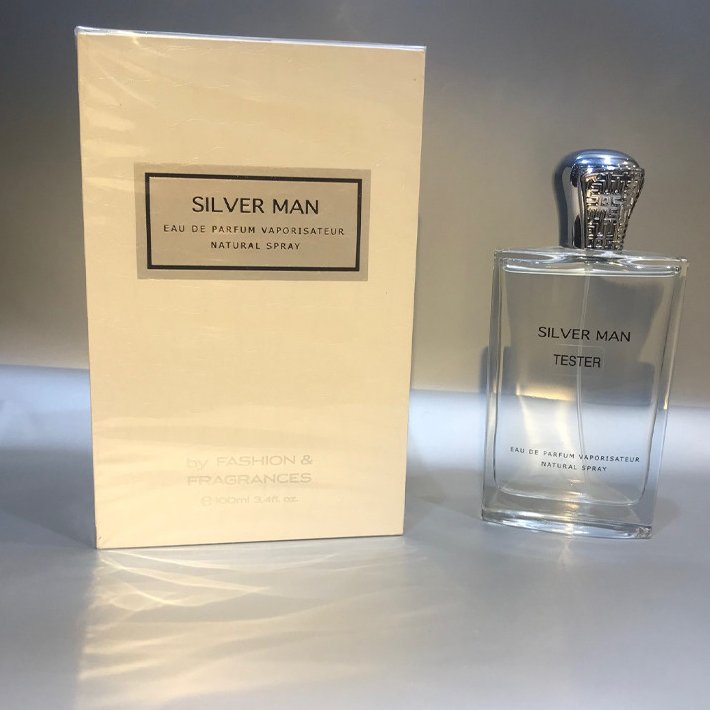 SILVER MAN
EAU DE PARFUM VAPORISATEUR
NATURAL SPRAY
by FASHION &
FRAGRANCES
℮100ml 3.4fl. oz.
SILVER MAN
TESTER
EAU DE PARFUM VAPORISATEUR
NATURAL SPRAY